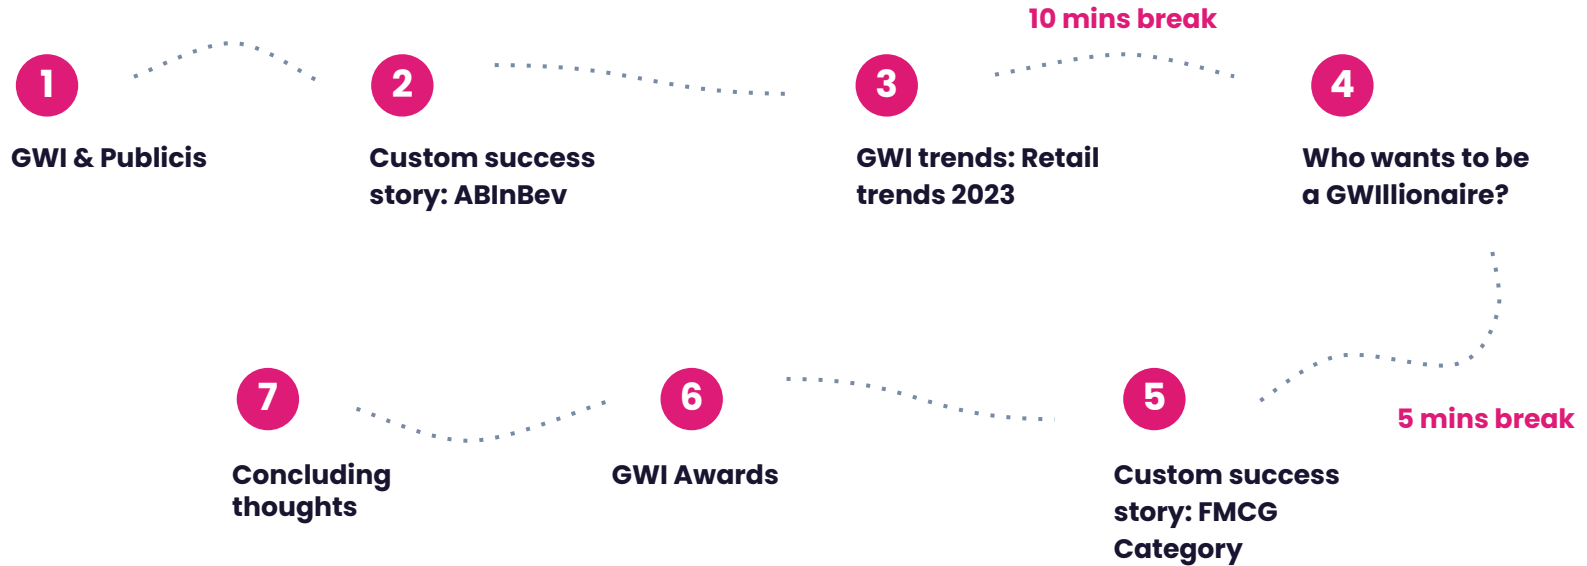 1
GWI & Publicis
2
Custom success
story: ABInBev
3
GWI trends: Retail
trends 2023
10 mins break
4
Who wants to be
a GWIllionaire?
5 mins break
5
Custom success
story: FMCG
Category
6
GWI Awards
7
Concluding
thoughts